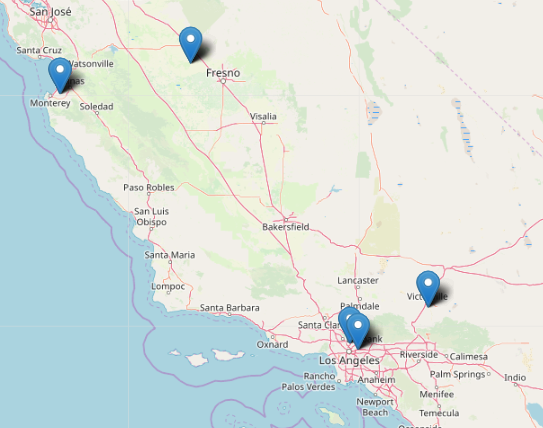 San José
Santa Cruz
Watsonville
Monterey
Soledad
Fresno
Visalia
Paso Robles
San Luis
Obispo
Bakersfield
Santa Maria
Lompoc
Santa Barbara
Lancaster
Palmdale
Oxnard
Los Angeles
Riverside
Calimesa
Rancho
Palos Verdes
Anaheim
Palm Springs
Indio
Newport
Beach
Menifee
Temecula